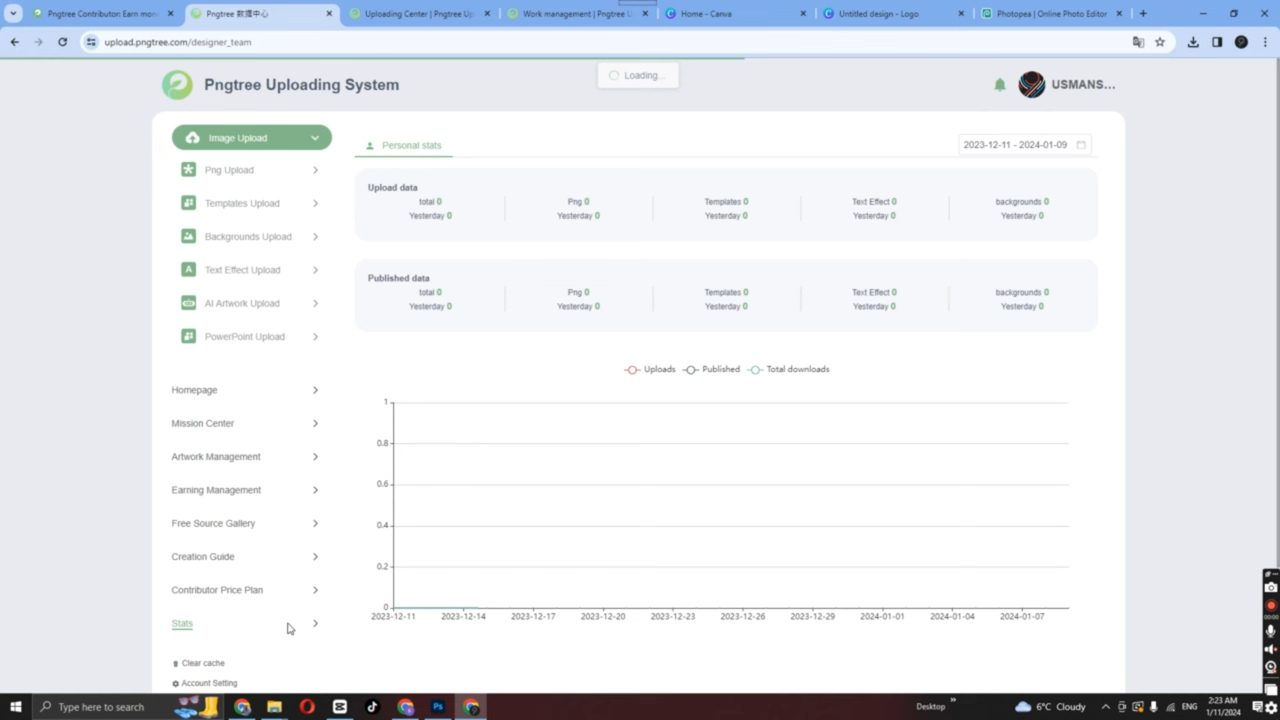 Pngtree Contributor: Earn mon
Pngtree 数据中心
Uploading Center | Pngtree Up
Work management | Pngtree U
Home - Canva
Untitled design - Logo
Photopea | Online Photo Editor
upload.pngtree.com/designer_team
Loading...
Pngtree Uploading System
USMANS...
Image Upload
Personal stats
2023-12-11 - 2024-01-09
Png Upload
Templates Upload
Backgrounds Upload
Text Effect Upload
AI Artwork Upload
PowerPoint Upload
Upload data
total 0 Png 0 Templates 0 Text Effect 0 backgrounds 0
Yesterday 0 Yesterday 0 Yesterday 0 Yesterday 0 Yesterday 0
Published data
total 0 Png 0 Templates 0 Text Effect 0 backgrounds 0
Yesterday 0 Yesterday 0 Yesterday 0 Yesterday 0 Yesterday 0
Homepage
Mission Center
Artwork Management
Earning Management
Free Source Gallery
Creation Guide
Contributor Price Plan
Stats
Clear cache
Account Setting
Uploads Published Total downloads
1
0.8
0.6
0.4
0.2
0
2023-12-11 2023-12-14 2023-12-17 2023-12-20 2023-12-23 2023-12-26 2023-12-29 2024-01-01 2024-01-04 2024-01-07
00:00
Type here to search
Desktop
6°C Cloudy
2:23 AM
1/11/2024